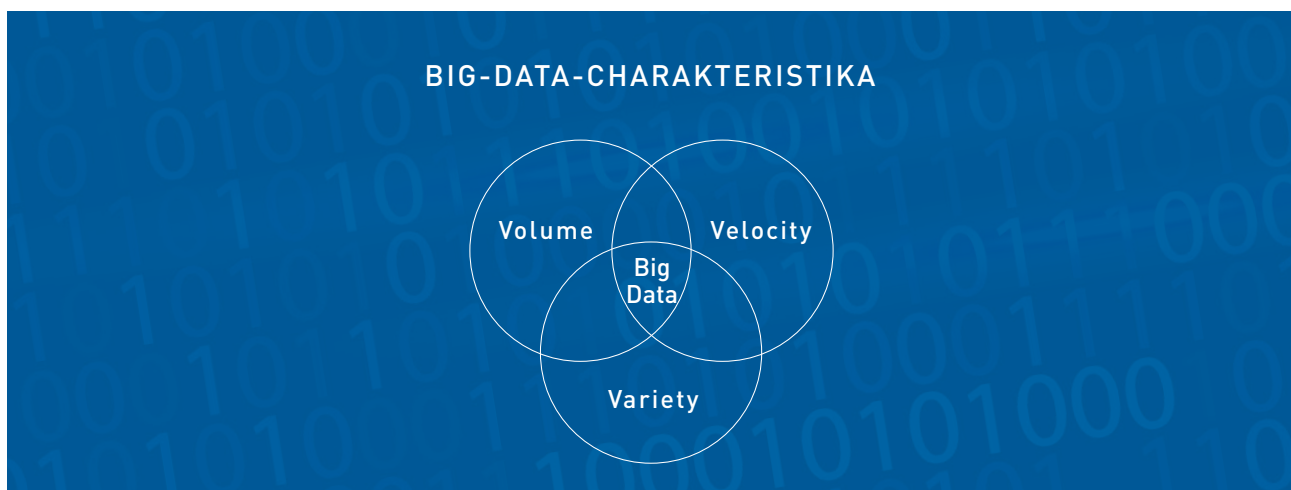 BIG-DATA-CHARAKTERISTIKA
Volume
Velocity
Big
Data
Variety